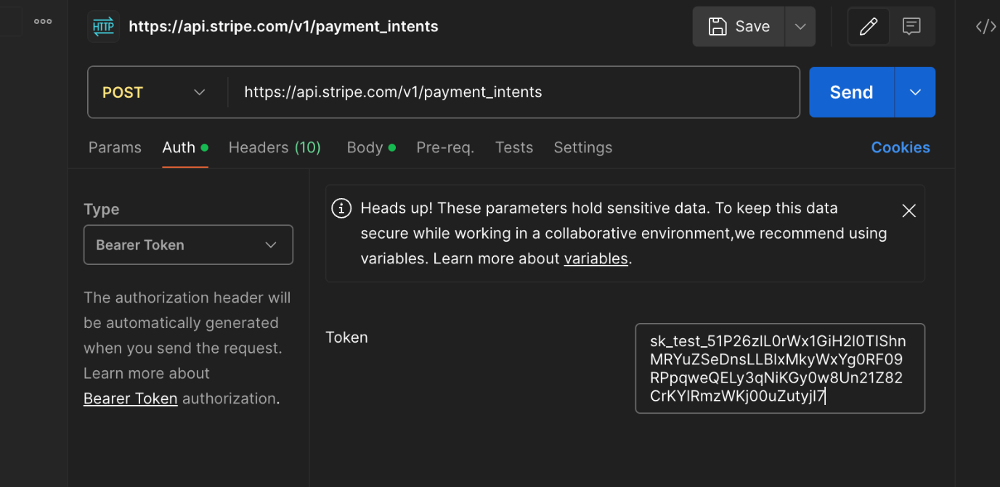 HTTP
https://api.stripe.com/v1/payment_intents
Save
</>
POST
https://api.stripe.com/v1/payment_intents
Send
Params Auth Headers (10) Body Pre-req. Tests Settings Cookies
Type
Bearer Token
The authorization header will
be automatically generated
when you send the request.
Learn more about
Bearer Token authorization.
Heads up! These parameters hold sensitive data. To keep this data
secure while working in a collaborative environment,we recommend using
variables. Learn more about variables.
Token